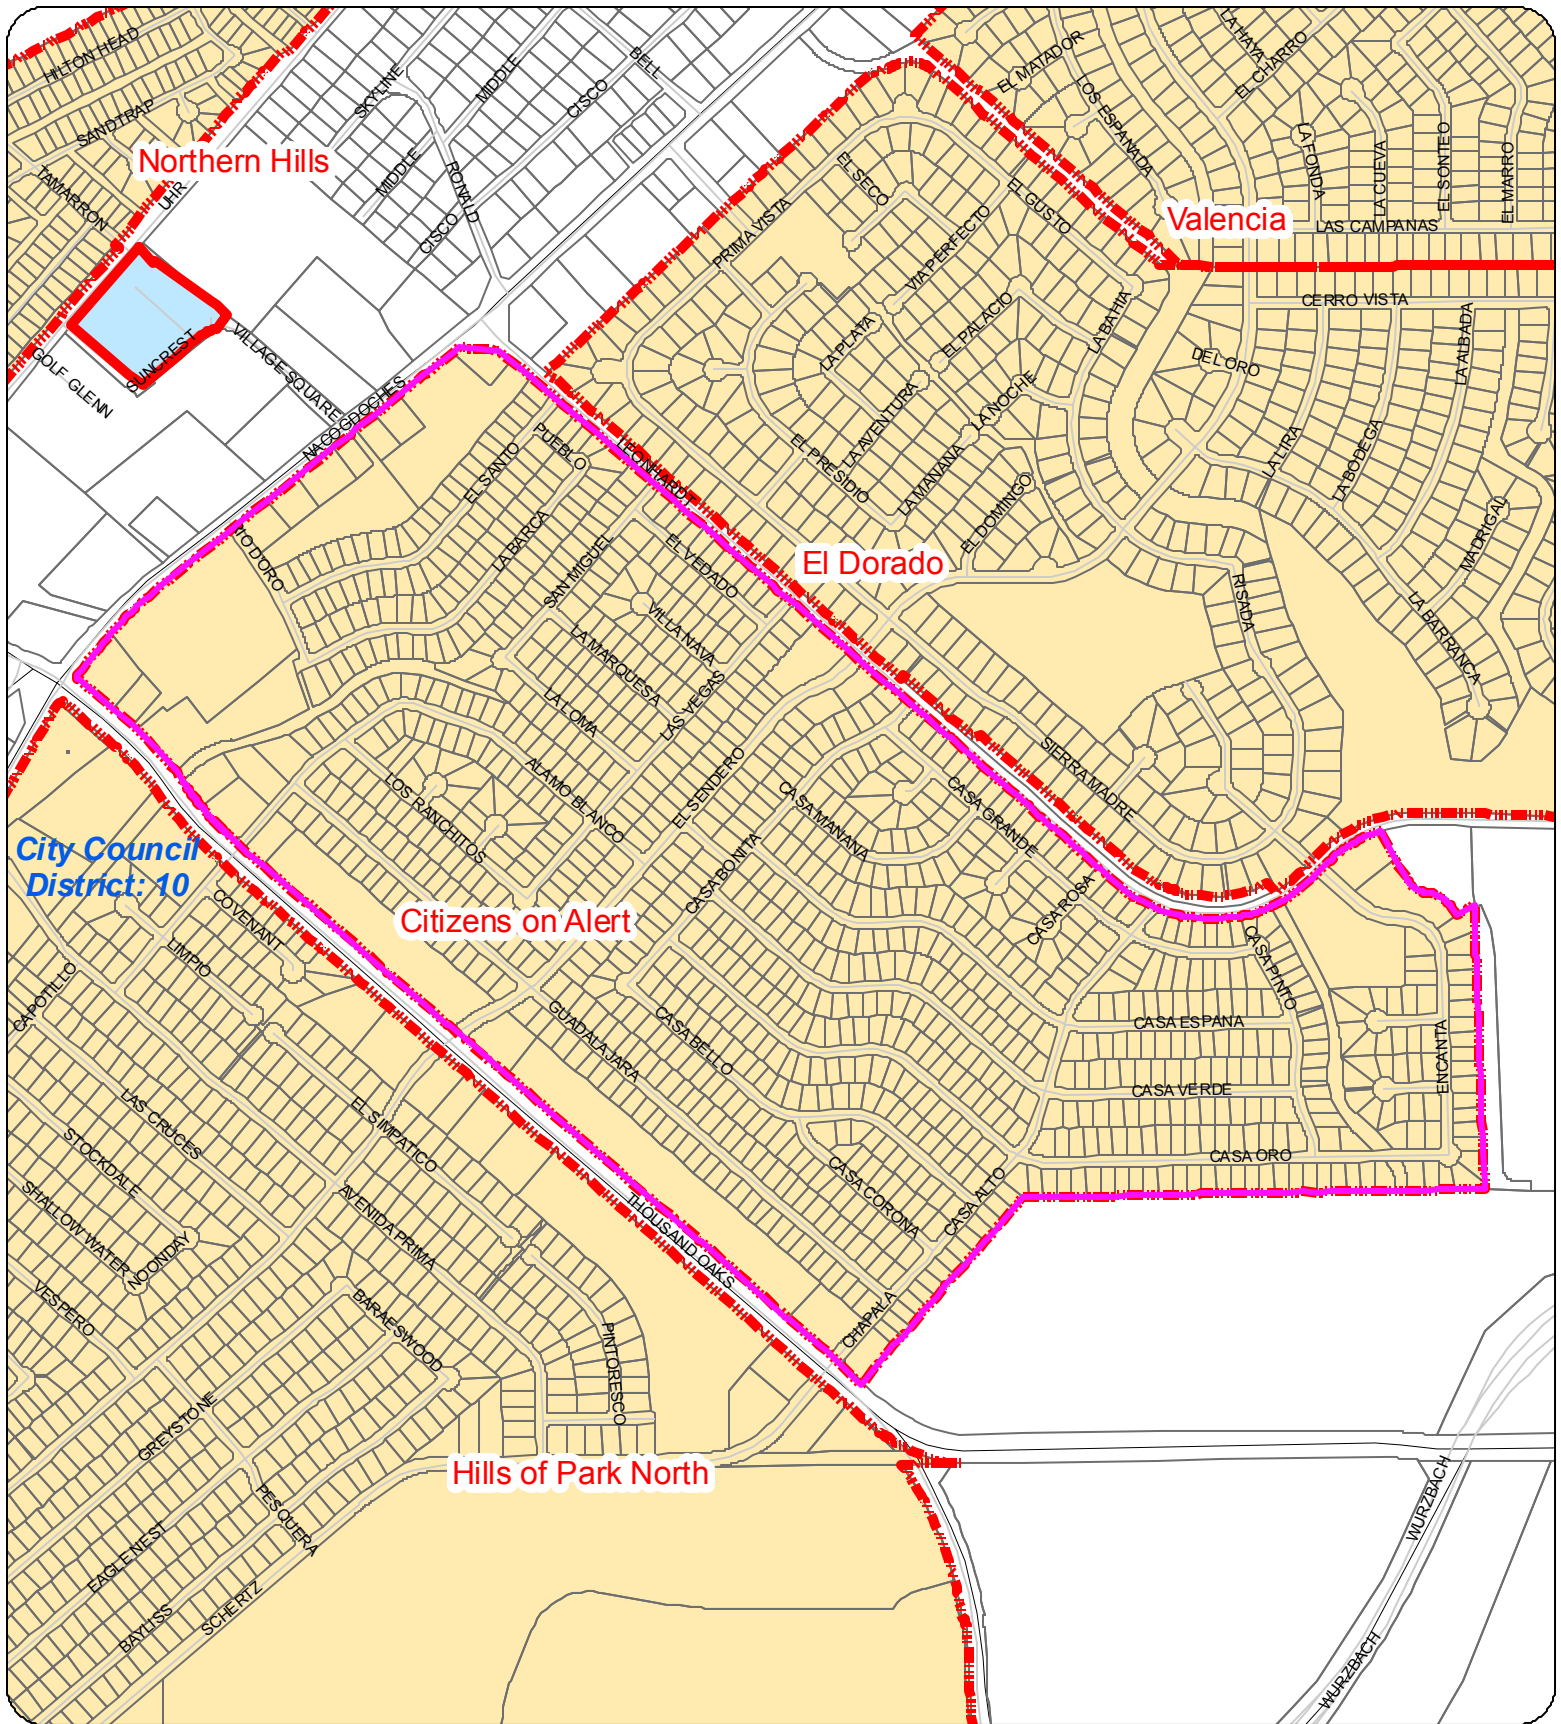 HILTON HEAD
SANDTRAP
TAMARRON
Northern Hills
UHR
SKYLINE
MIDDLE
BELL
CISCO
MIDDLE
RONALD
CISCO
GOLF GLENN
SUNCREST
VILLAGE SQUARE
NACOGDOCHES
EL MATADOR
LOS ESPANADA
LA HAYA
EL CHARRO
LA FONDA
LA CUEVA
EL SONTEO
EL MARRO
Valencia
LAS CAMPANAS
CERRO VISTA
EL SECO
EL GUSTO
PRIMA VISTA
VIA PERFECTO
LA PLATA
EL PALACIO
LA BAHIA
DEL ORO
LA ALBADA
LA AVENTURA
LA NOCHE
EL PRESIDIO
LA MANANA
EL DOMINGO
LA LIRA
LA BODEGA
MADRIGAL
LA BARRANCA
RISADA
El Dorado
PUEBLO
LEONHARDT
EL SANTO
RIO D'ORO
LA BARCA
SAN MIGUEL
EL VEDADO
VILLA NAVA
LA MARQUESA
LAS VEGAS
LA LOMA
ALAMO BLANCO
LOS RANCHITOS
EL SENDERO
CASA BONITA
CASA MANANA
CASA GRANDE
SIERRA MADRE
CASA ROSA
CASA PINTO
City Council
District: 10
Citizens on Alert
COVENANT
LIMPIO
CAPOTILLO
GUADALAJARA
CASA BELLO
CASA ESPANA
ENCANTA
CASA VERDE
CASA ORO
CASA CORONA
CASA ALTO
CHAPALA
THOUSAND OAKS
LAS CRUCES
STOCKDALE
SHALLOW WATER
NOONDAY
VESPERO
EL SIMPATICO
AVENIDA PRIMA
BARAESWOOD
PINTORESCO
GREYSTONE
Hills of Park North
PESQUERA
EAGLE NEST
BAYLISS
SCHERTZ
WURZBACH
WURZBACH